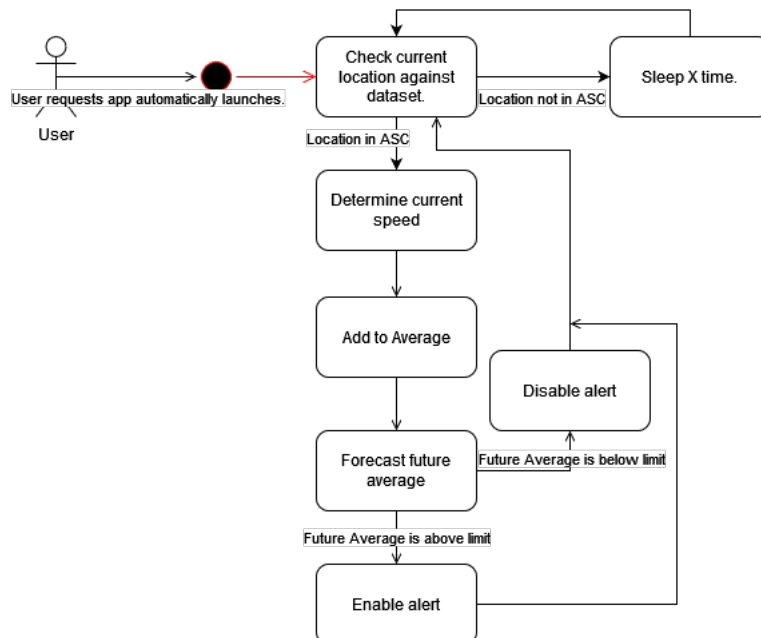 Check current
location against
dataset.
Sleep X time.
User requests app automatically launches.
Location not in ASC
User
Location in ASC
Determine current
speed
Add to Average
Disable alert
Forecast future
average
Future Average is below limit
Future Average is above limit
Enable alert